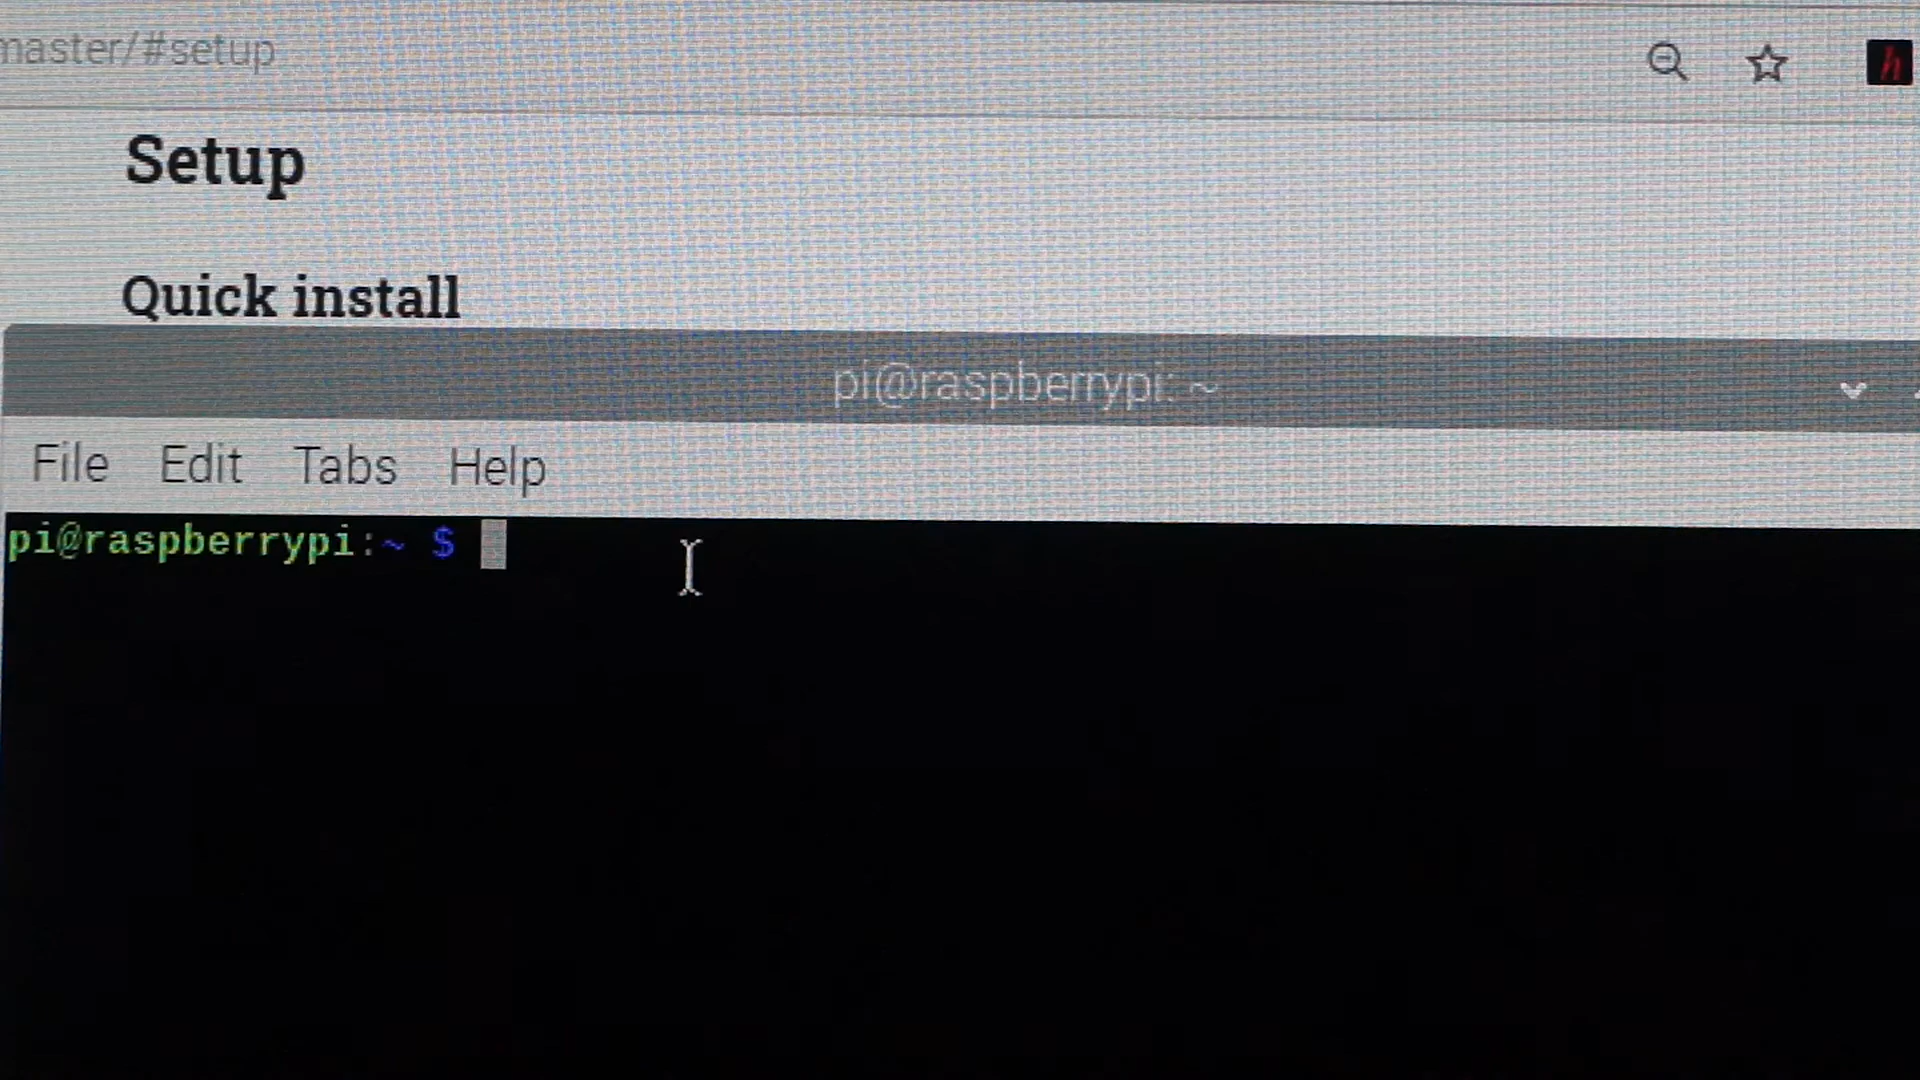 master/#setup
h
Setup
Quick install
pi@raspberrypi: ~
File Edit Tabs Help
pi@raspberrypi:~ $